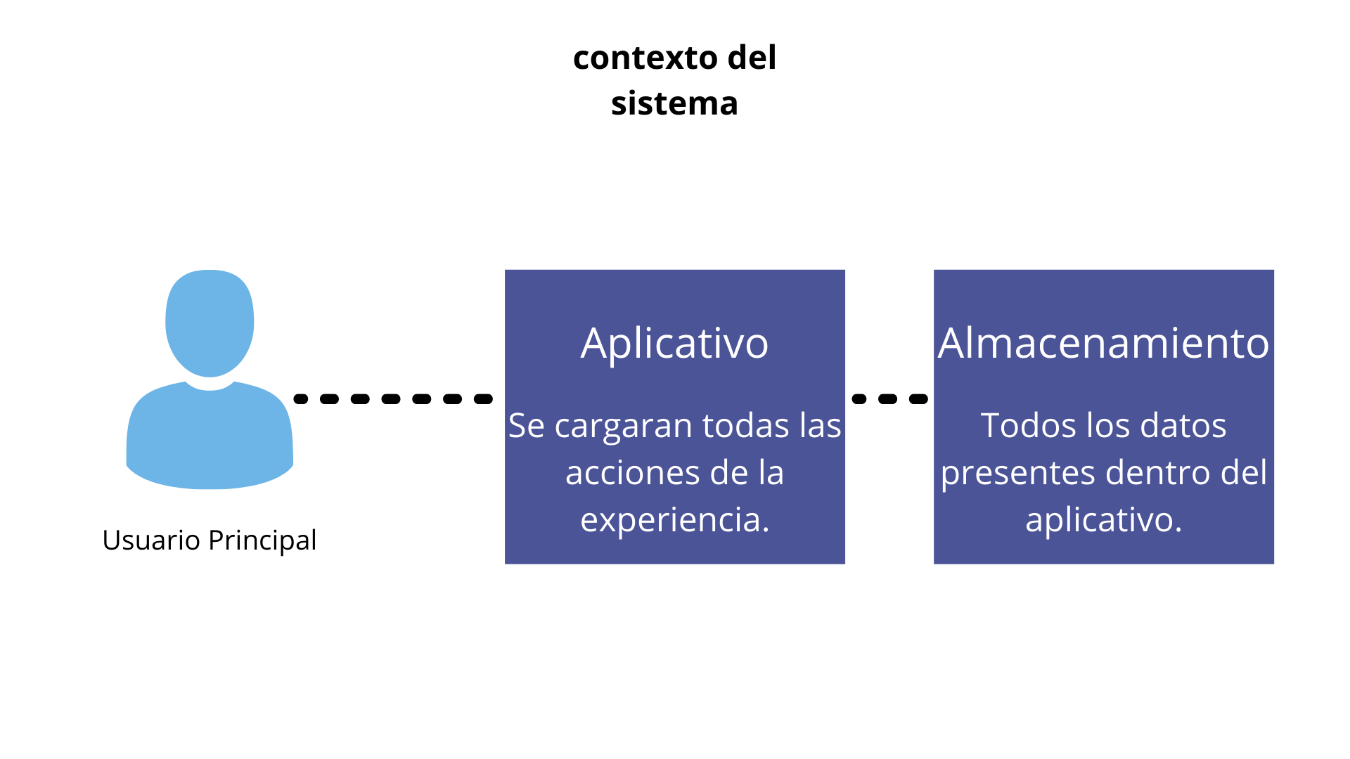 contexto del
sistema
Aplicativo
Se cargaran todas las
acciones de la
experiencia.
Almacenamiento
Todos los datos
presentes dentro del
aplicativo.
Usuario Principal